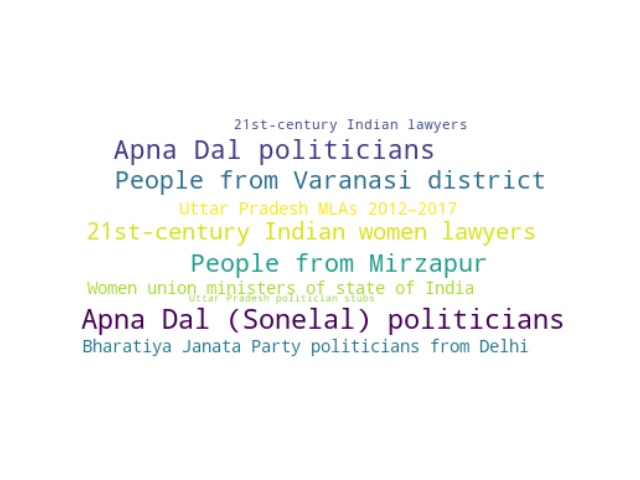 21st-century Indian lawyers
Apna Dal politicians
People from Varanasi district
Uttar Pradesh MLAs 2012–2017
21st-century Indian women lawyers
People from Mirzapur
Women union ministers of state of India
Uttar Pradesh politician stubs
Apna Dal (Sonelal) politicians
Bharatiya Janata Party politicians from Delhi